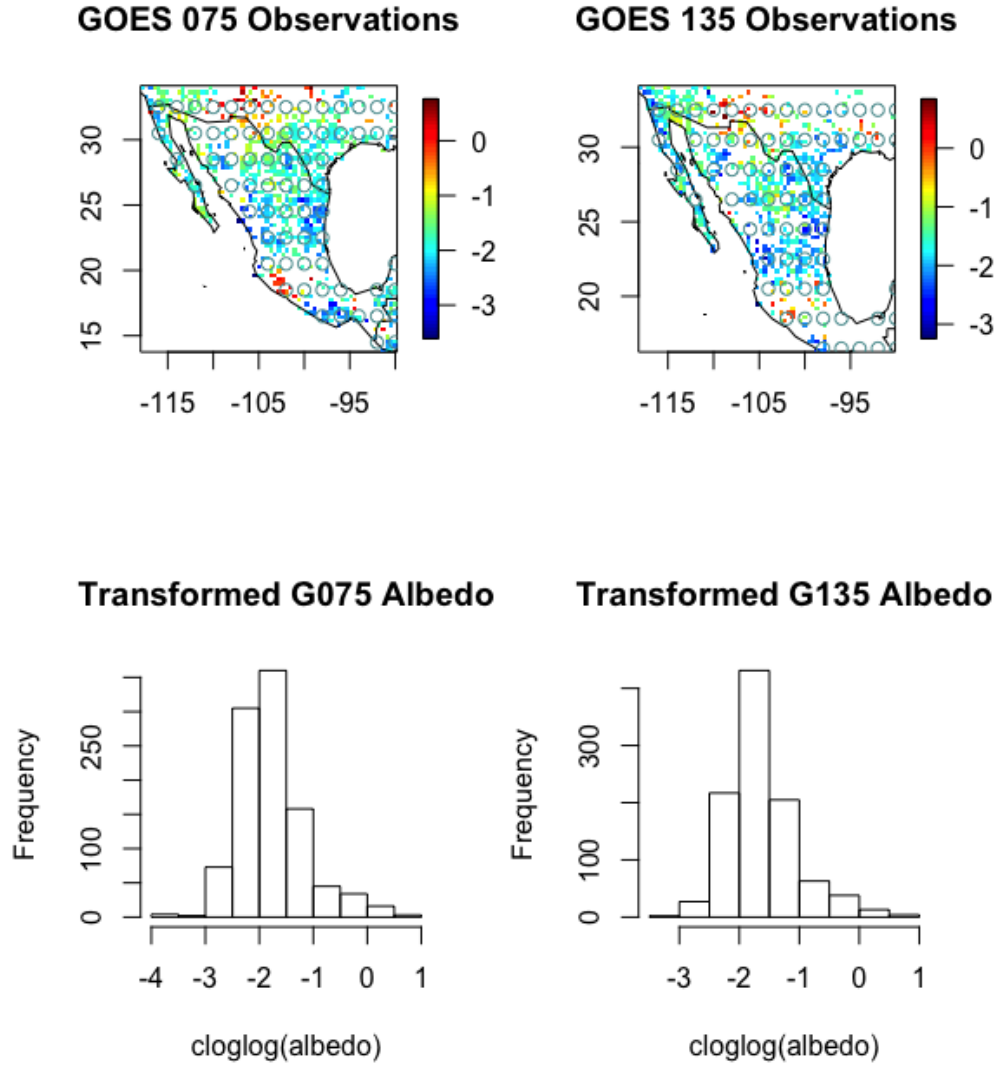 GOES 075 Observations
GOES 135 Observations
30
25
20
15
-115 -105 -95
0
-1
-2
-3
30
25
20
-115 -105 -95
0
-1
-2
-3
Transformed G075 Albedo
Transformed G135 Albedo
Frequency
250
100
0
-4 -3 -2 -1 0 1
cloglog(albedo)
Frequency
300
100
0
-3 -2 -1 0 1
cloglog(albedo)